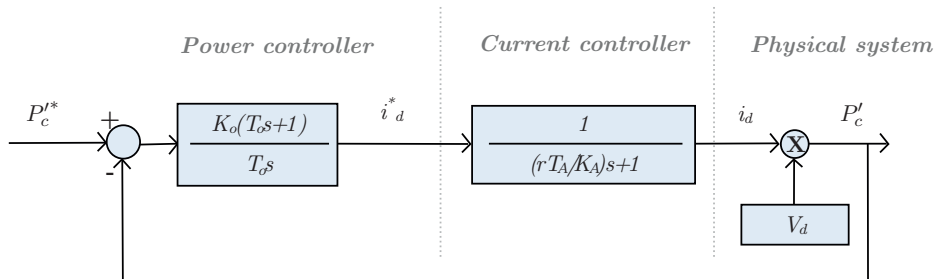 Power controller
Current controller
Physical system
P'*c
+
-
Ko(Tos+1)
Tos
i*d
1
(rTA/KA)s+1
id
X
P'c
Vd